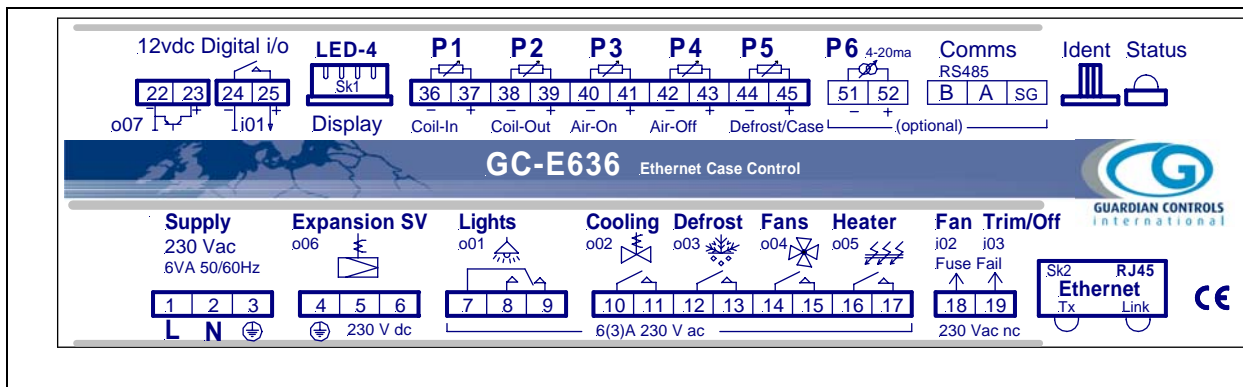 12vdc Digital i/o LED-4 P1 P2 P3 P4 P5 P6 4-20ma Comms Ident Status
RS485
Sk1
22 23 24 25 36 37 38 39 40 41 42 43 44 45 51 52 B A SG
− + − + − + − + − + − + − + − +
o07 i01 Display Coil-In Coil-Out Air-On Air-Off Defrost/Case (optional)
GC-E636 Ethernet Case Control
G
GUARDIAN CONTROLS
international
Supply Expansion SV Lights Cooling Defrost Fans Heater Fan Trim/Off
230 Vac o06 o01 o02 o03 o04 o05 i02 i03
6VA 50/60Hz Fuse Fail
Sk2 RJ45
Ethernet
Tx Link
1 2 3 4 5 6 7 8 9 10 11 12 13 14 15 16 17 18 19
CE
L N 230 V dc 6(3)A 230 V ac 230 Vac nc